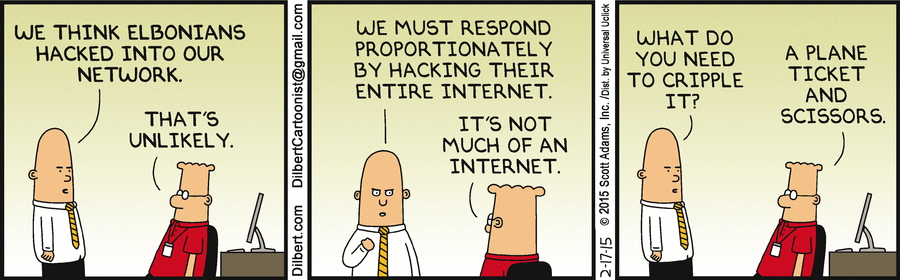 WE THINK ELBONIANS
HACKED INTO OUR
NETWORK.
THAT'S
UNLIKELY.
Dilbert.com DilbertCartoonist@gmail.com
WE MUST RESPOND
PROPORTIONATELY
BY HACKING THEIR
ENTIRE INTERNET.
IT'S NOT
MUCH OF AN
INTERNET.
2-17-15 © 2015 Scott Adams, Inc. /Dist. by Universal Uclick
WHAT DO
YOU NEED
TO CRIPPLE
IT?
A PLANE
TICKET
AND
SCISSORS.